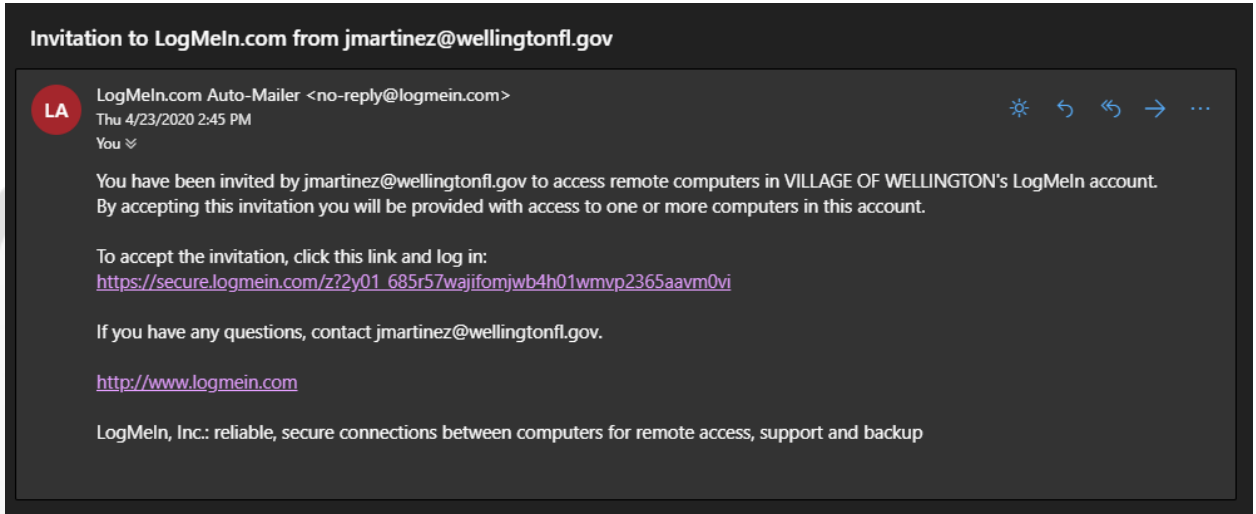 Invitation to LogMeIn.com from jmartinez@wellingtonfl.gov
LA
LogMeIn.com Auto-Mailer <no-reply@logmein.com>
Thu 4/23/2020 2:45 PM
You
You have been invited by jmartinez@wellingtonfl.gov to access remote computers in VILLAGE OF WELLINGTON's LogMeIn account.
By accepting this invitation you will be provided with access to one or more computers in this account.
To accept the invitation, click this link and log in:
https://secure.logmein.com/z?2y01_685r57wajifomjwb4h01wmvp2365aavm0vi
If you have any questions, contact jmartinez@wellingtonfl.gov.
http://www.logmein.com
LogMeIn, Inc.: reliable, secure connections between computers for remote access, support and backup